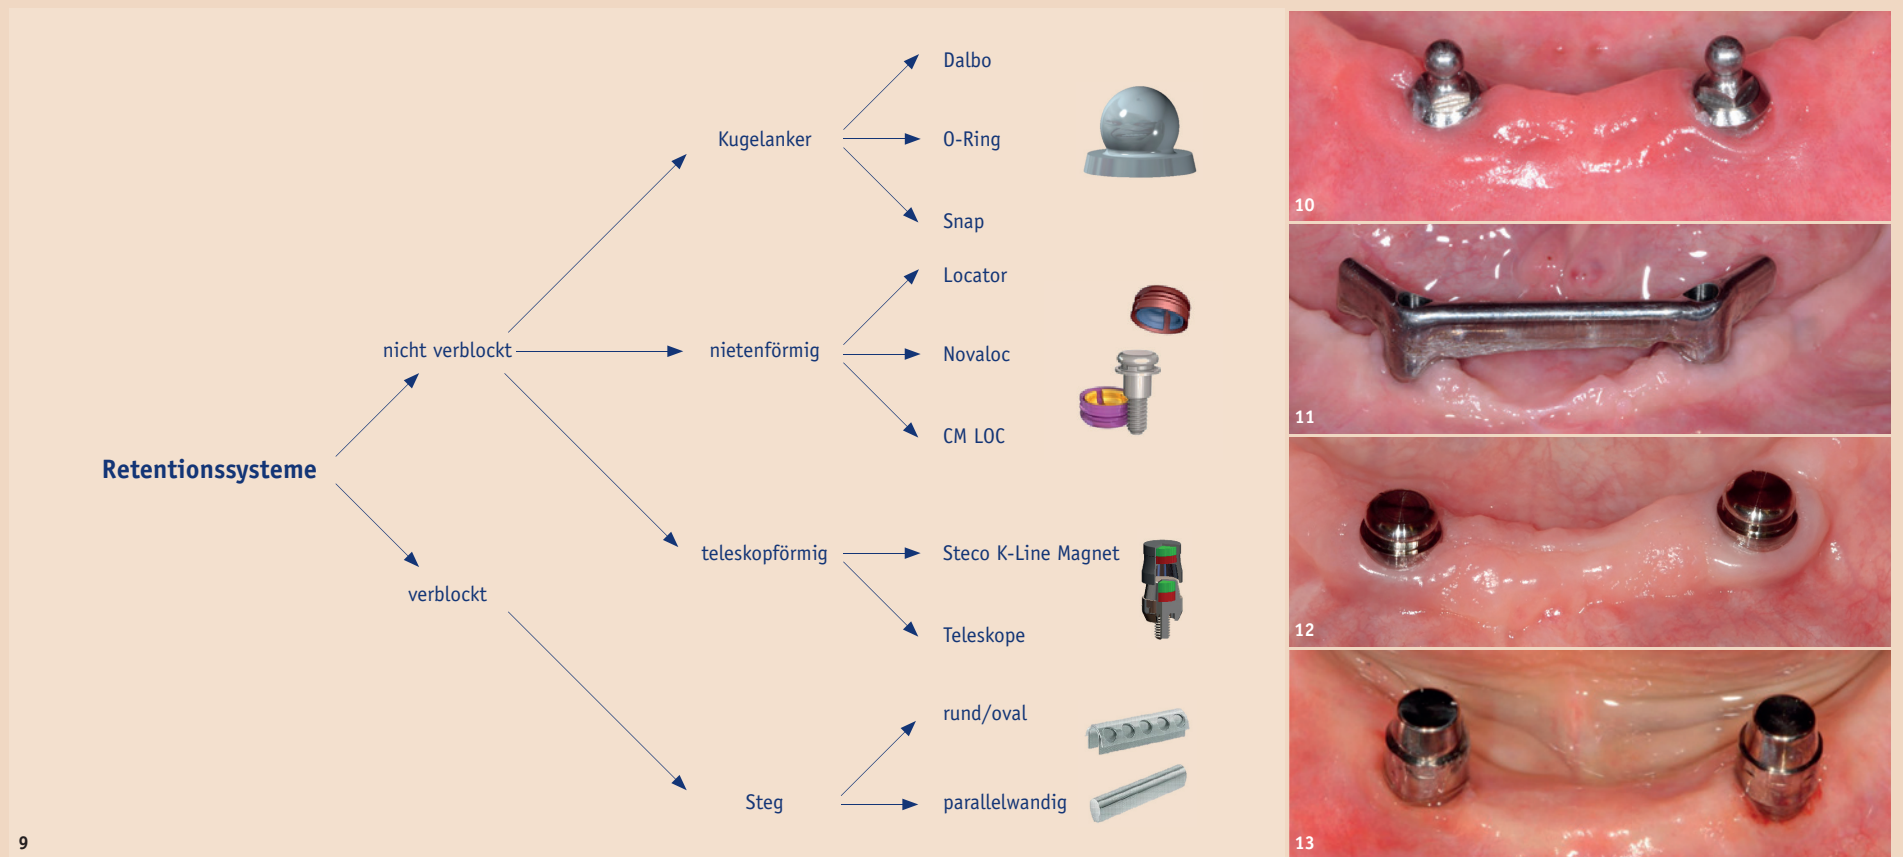 Dalbo
Kugelanker
O-Ring
Snap
Locator
nicht verblockt
nietenförmig
Novaloc
CM LOC
Retentionssysteme
teleskopförmig
Steco K-Line Magnet
verblockt
Teleskope
rund/oval
Steg
parallelwandig
9
10
11
12
13